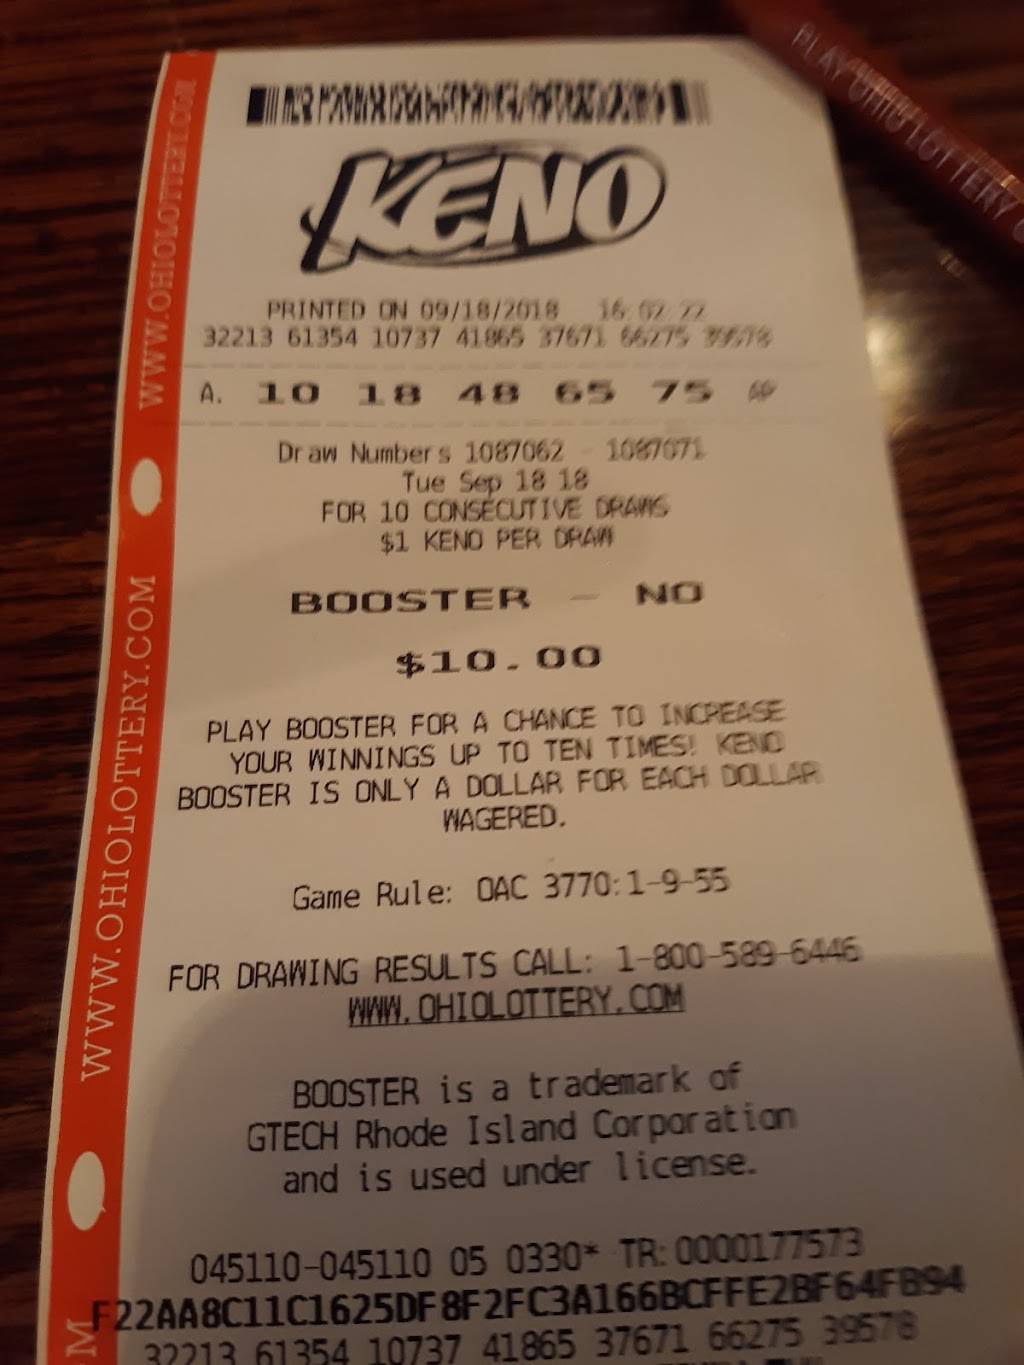 KENO
PRINTED ON 09/18/2018 16:02:22
32213 61354 10737 41865 37671 66275 39578
A. 10 18 48 65 75 QP
Draw Numbers 1087062 - 1087071
Tue Sep 18 18
FOR 10 CONSECUTIVE DRAWS
$1 KENO PER DRAW
BOOSTER - NO
$10.00
PLAY BOOSTER FOR A CHANCE TO INCREASE
YOUR WINNINGS UP TO TEN TIMES! KENO
BOOSTER IS ONLY A DOLLAR FOR EACH DOLLAR
WAGERED.
Game Rule: OAC 3770:1-9-55
FOR DRAWING RESULTS CALL: 1-800-589-6446
WWW.OHIOLOTTERY.COM
BOOSTER is a trademark of
GTECH Rhode Island Corporation
and is used under license.
045110-045110 05 0330* TR:0000177573
F22AA8C11C1625DF8F2FC3A166BCFFE2BF64FB94
32213 61354 10737 41865 37671 66275 39578
WWW.OHIOLOTTERY.COM
WWW.OHIOLOTTERY.COM
M
PLAY OHIO LOTTERY